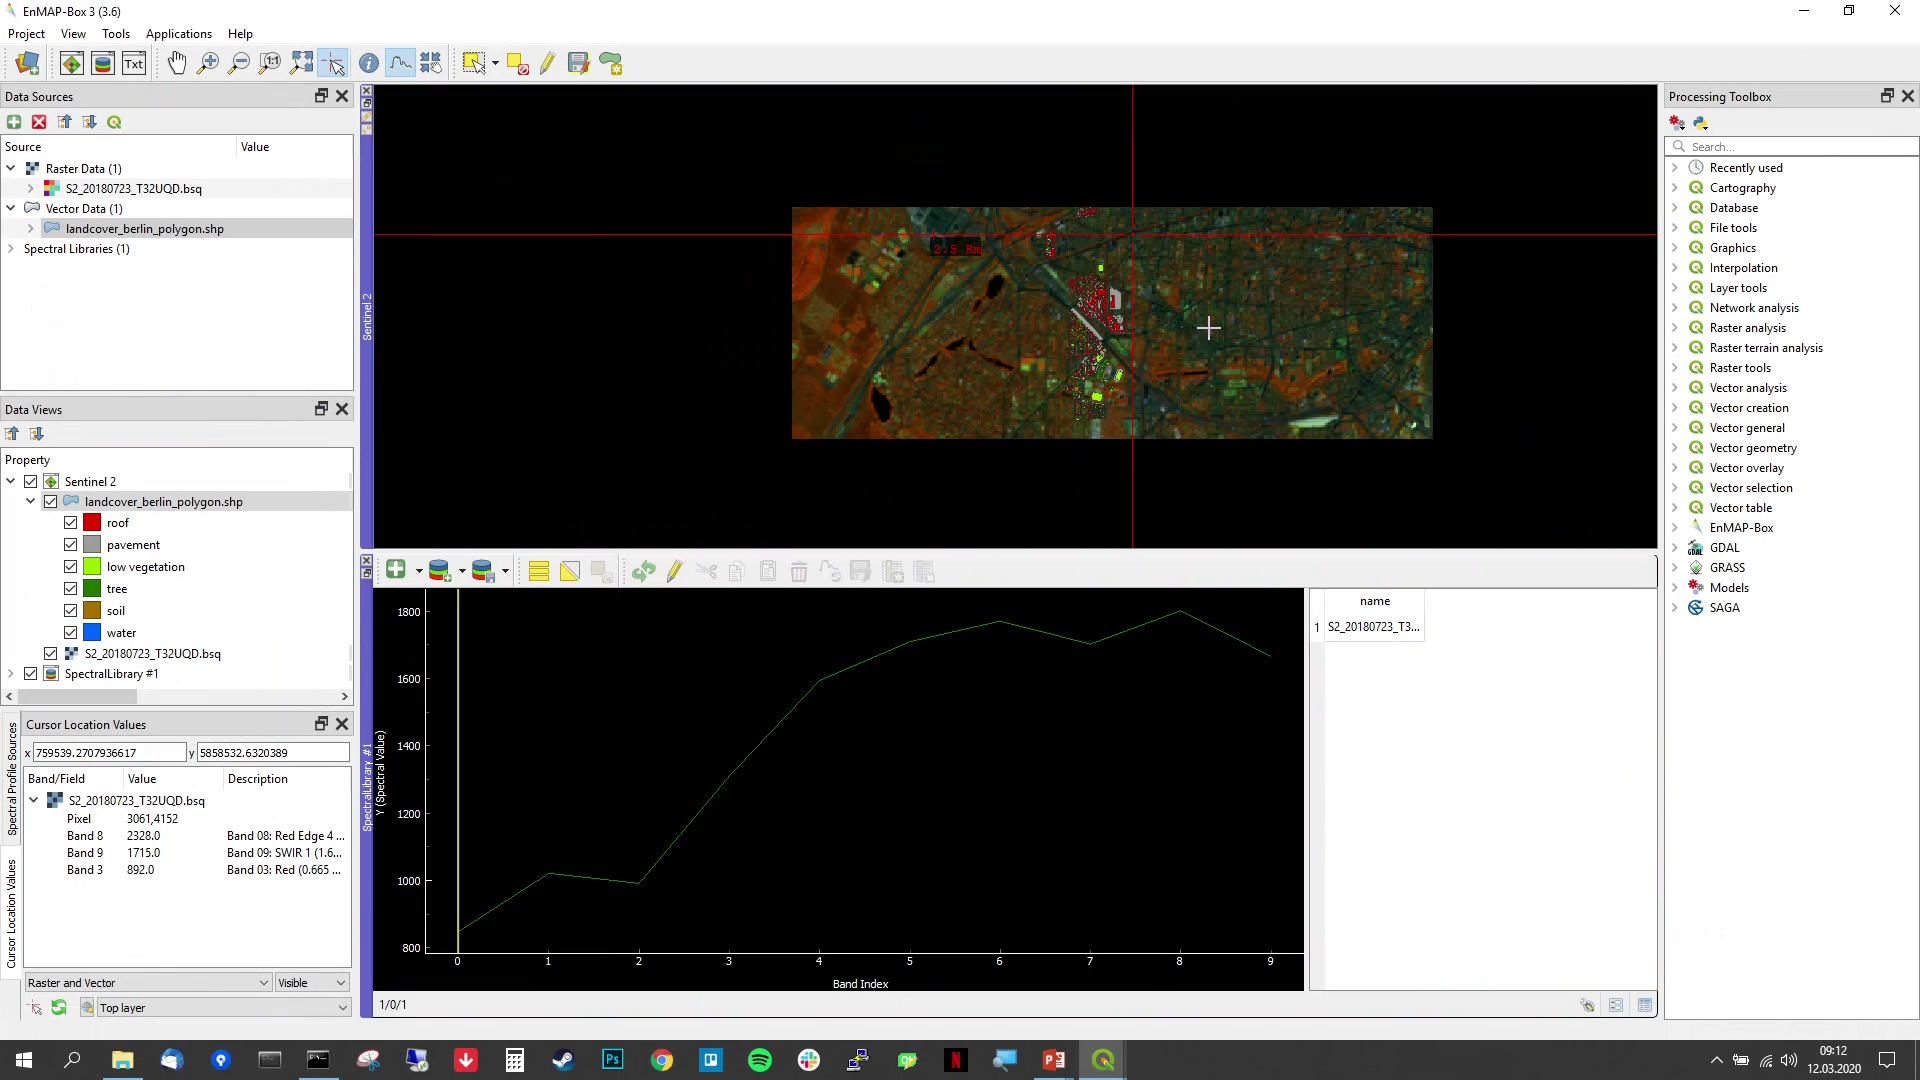 EnMAP-Box 3 (3.6)
Project View Tools Applications Help
Txt
1:1
Data Sources
Source Value
Raster Data (1)
S2_20180723_T32UQD.bsq
Vector Data (1)
landcover_berlin_polygon.shp
Spectral Libraries (1)
Data Views
Property
Sentinel 2
landcover_berlin_polygon.shp
roof
pavement
low vegetation
tree
soil
water
S2_20180723_T32UQD.bsq
SpectralLibrary #1
Spectral Profile Sources
Cursor Location Values
Cursor Location Values
x 759539.2707936617 y 5858532.6320389
Band/Field Value Description
S2_20180723_T32UQD.bsq
Pixel 3061,4152
Band 8 2328.0 Band 08: Red Edge 4 ...
Band 9 1715.0 Band 09: SWIR 1 (1.6...
Band 3 892.0 Band 03: Red (0.665 ...
Raster and Vector Visible
Top layer
Sentinel 2
2.5 Km
SpectralLibrary #1
Y (Spectral Value)
1800
1600
1400
1200
1000
800
0 1 2 3 4 5 6 7 8 9
Band Index
name
1 S2_20180723_T3...
1/0/1
Processing Toolbox
Search...
Recently used
Cartography
Database
File tools
Graphics
Interpolation
Layer tools
Network analysis
Raster analysis
Raster terrain analysis
Raster tools
Vector analysis
Vector creation
Vector general
Vector geometry
Vector overlay
Vector selection
Vector table
EnMAP-Box
GDAL
GRASS
Models
SAGA
Ps
09:12
12.03.2020